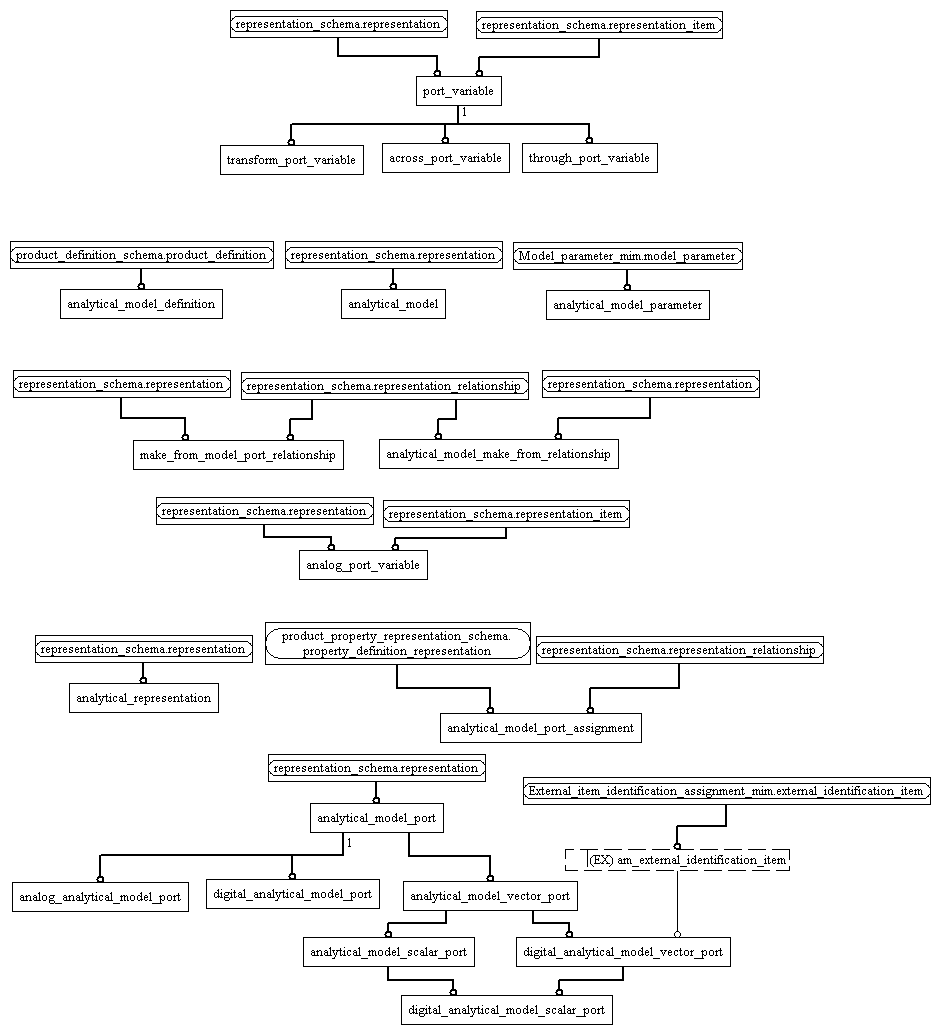 representation_schema.representation
representation_schema.representation_item
port_variable
1
transform_port_variable
across_port_variable
through_port_variable
product_definition_schema.product_definition
representation_schema.representation
Model_parameter_mim.model_parameter
analytical_model_definition
analytical_model
analytical_model_parameter
representation_schema.representation
representation_schema.representation_relationship
representation_schema.representation
make_from_model_port_relationship
analytical_model_make_from_relationship
representation_schema.representation
representation_schema.representation_item
analog_port_variable
representation_schema.representation
product_property_representation_schema.
property_definition_representation
representation_schema.representation_relationship
analytical_representation
analytical_model_port_assignment
representation_schema.representation
External_item_identification_assignment_mim.external_identification_item
analytical_model_port
1
(EX) am_external_identification_item
analog_analytical_model_port
digital_analytical_model_port
analytical_model_vector_port
analytical_model_scalar_port
digital_analytical_model_vector_port
digital_analytical_model_scalar_port